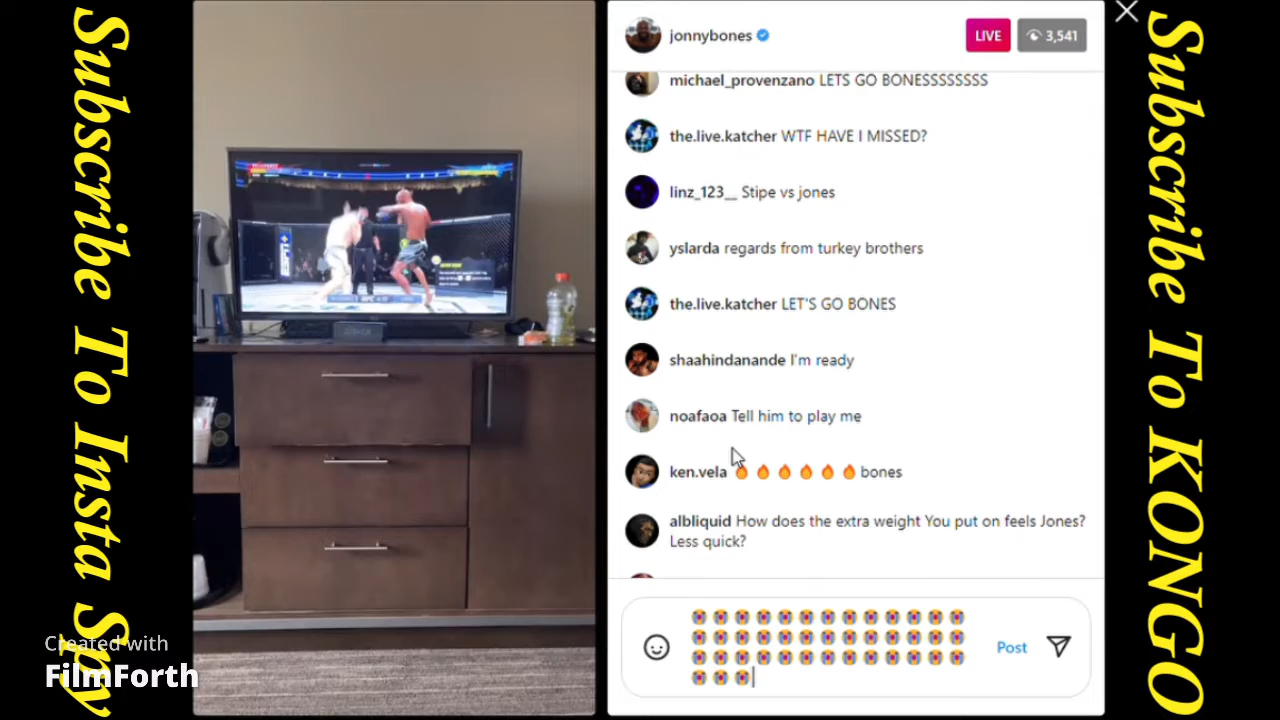 Subscribe To Insta Spy
jonnybones
LIVE
3,541
michael_provenzano LETS GO BONESSSSSSSS
the.live.katcher WTF HAVE I MISSED?
linz_123__ Stipe vs jones
yslarda regards from turkey brothers
the.live.katcher LET'S GO BONES
shaahindanande I'm ready
noafaoa Tell him to play me
ken.vela 🔥🔥🔥🔥🔥🔥 bones
albliquid How does the extra weight You put on feels Jones?
Less quick?
Post
Subscribe To KONGO
Created with
FilmForth